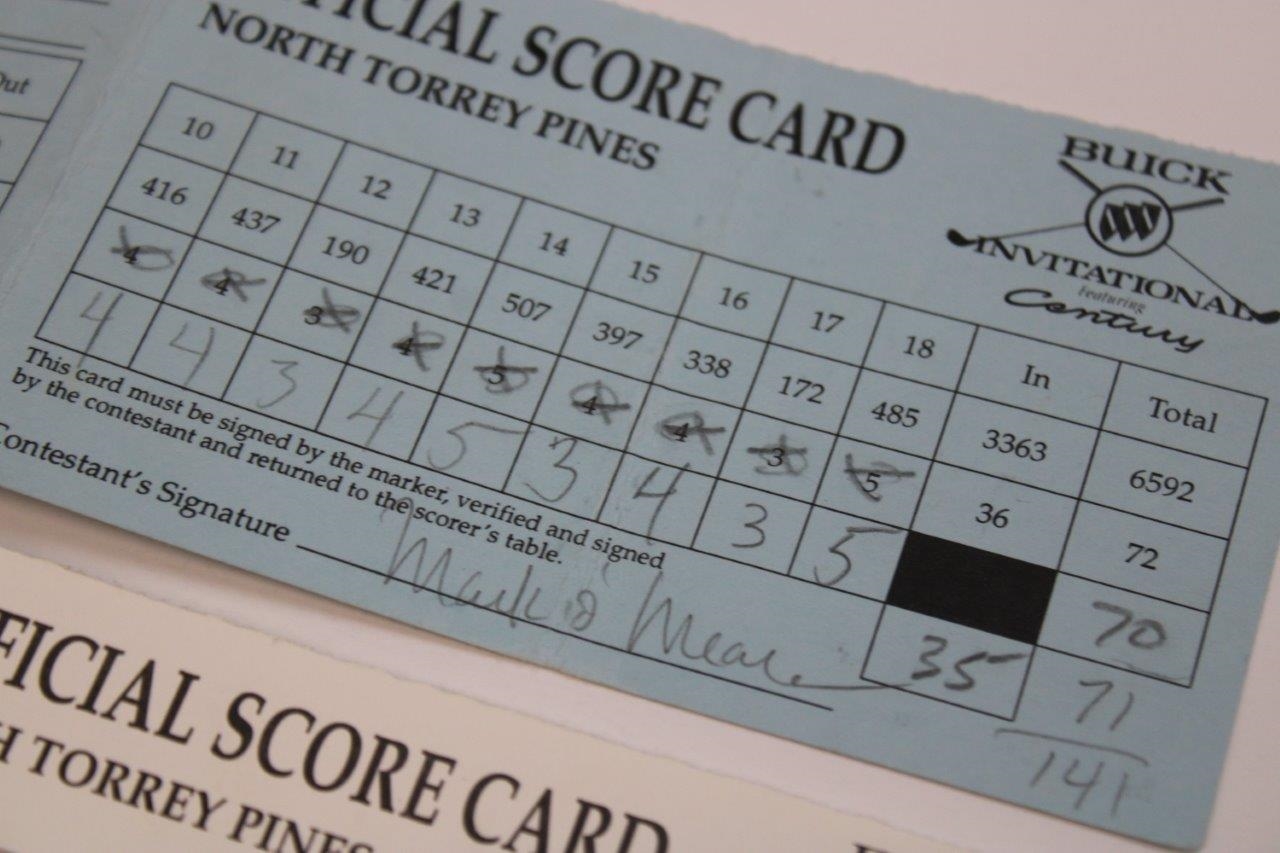 OFFICIAL SCORE CARD
NORTH TORREY PINES
BUICK
INVITATIONAL
featuring
Century
Out
10 11 12 13 14 15 16 17 18 In Total
416 437 190 421 507 397 338 172 485 3363 6592
4 4 3 4 5 4 4 3 5 36 72
4 4 3 4 5 3 4 3 5 70
35
71
141
This card must be signed by the marker, verified and signed
by the contestant and returned to the scorer's table.
Contestant's Signature Mark O'Mea
FFICIAL SCORE CARD
H TORREY PINES